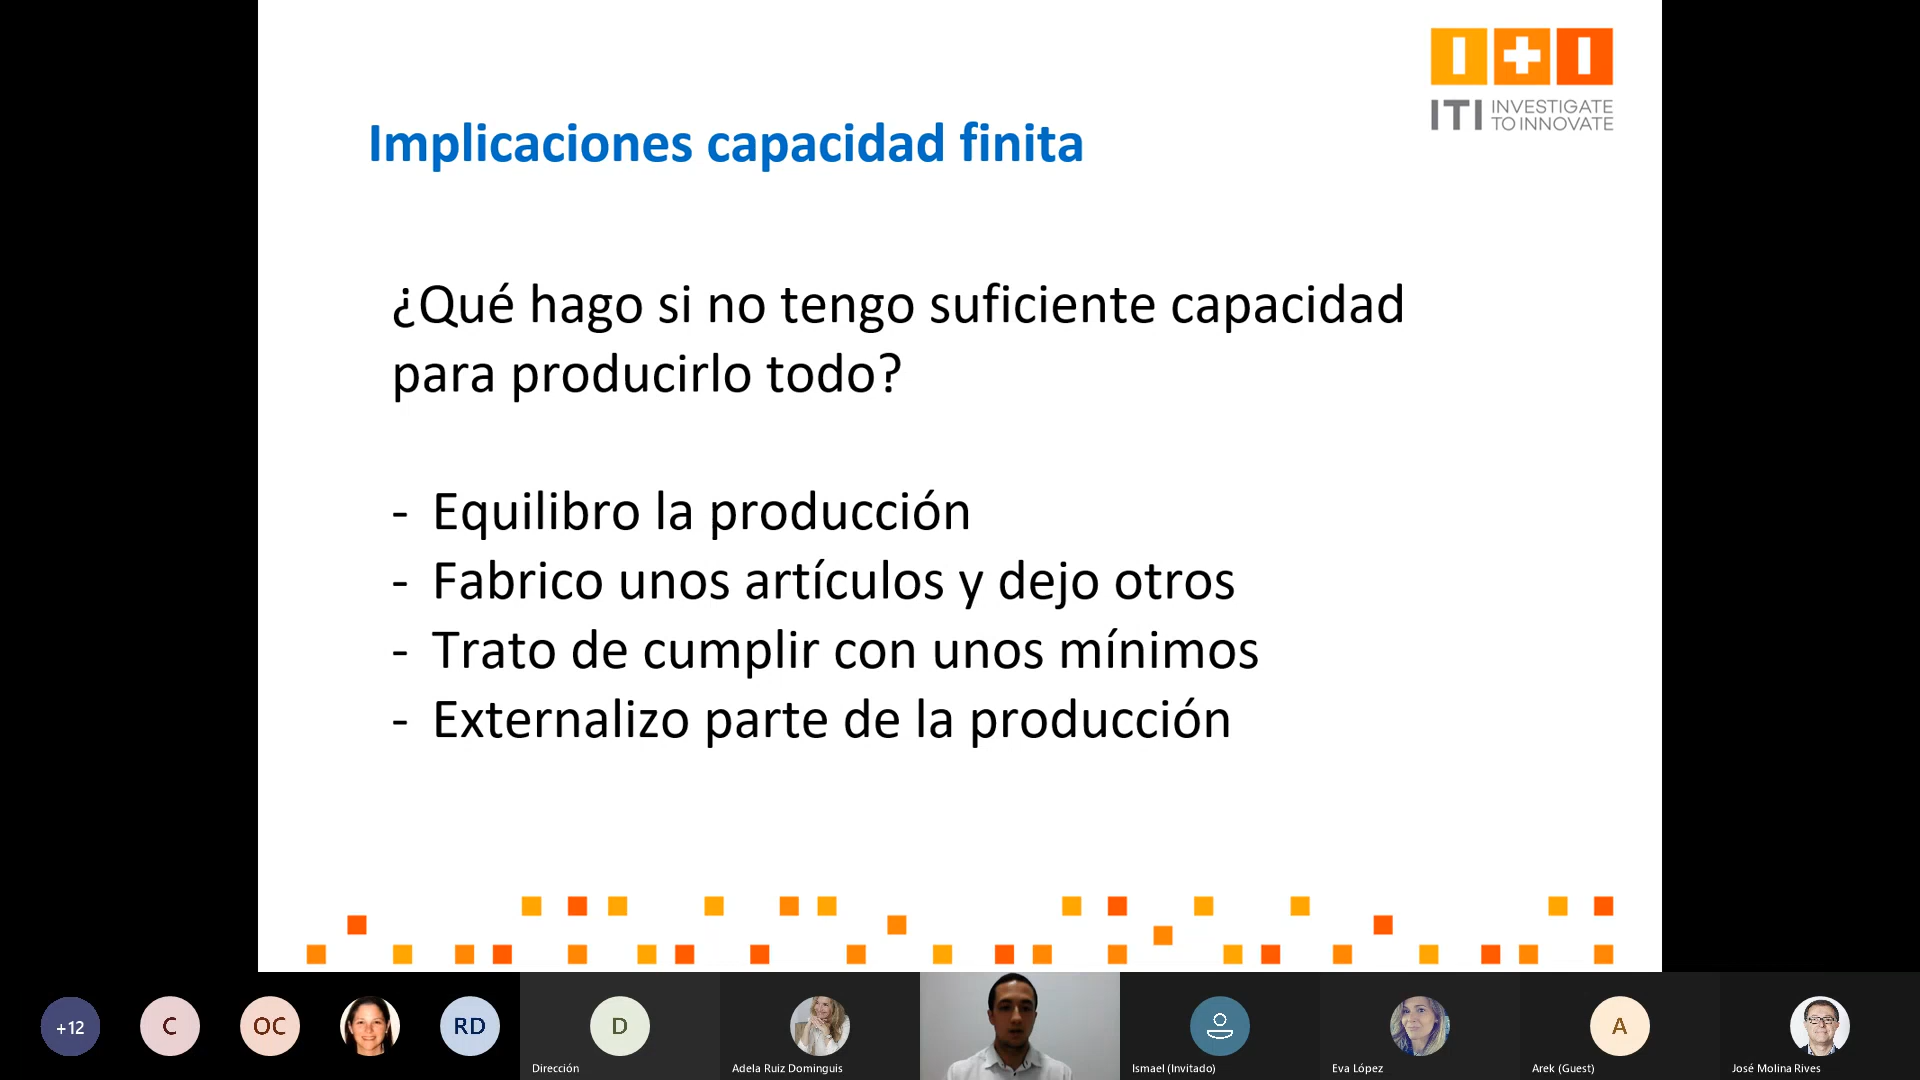 I+I
ITI INVESTIGATE
TO INNOVATE
Implicaciones capacidad finita
¿Qué hago si no tengo suficiente capacidad
para producirlo todo?
- Equilibro la producción
- Fabrico unos artículos y dejo otros
- Trato de cumplir con unos mínimos
- Externalizo parte de la producción
+12
C
OC
RD
D
A
Dirección
Adela Ruiz Dominguis
Ismael (Invitado)
Eva López
Arek (Guest)
José Molina Rives